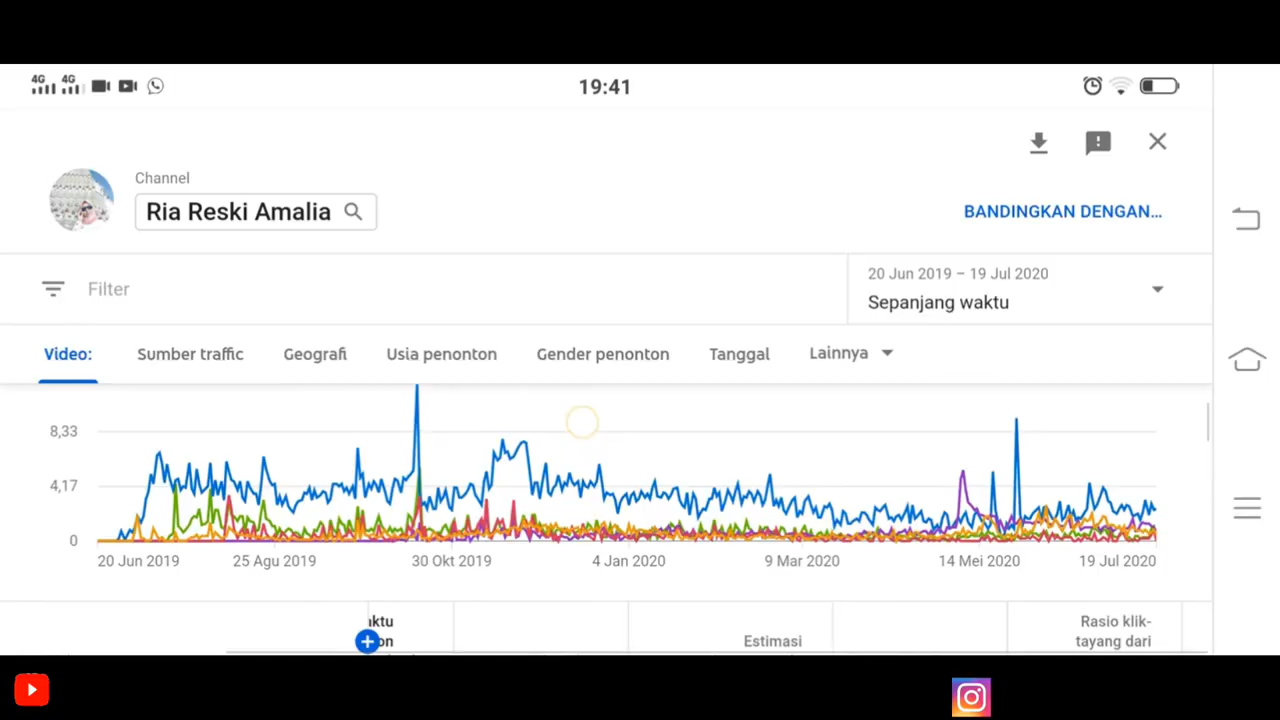 4G 4G 19:41
Channel
Ria Reski Amalia
BANDINGKAN DENGAN...
Filter
20 Jun 2019 – 19 Jul 2020
Sepanjang waktu
Video: Sumber traffic Geografi Usia penonton Gender penonton Tanggal Lainnya
8,33
4,17
0
20 Jun 2019 25 Agu 2019 30 Okt 2019 4 Jan 2020 9 Mar 2020 14 Mei 2020 19 Jul 2020
Estimasi
Rasio klik-
tayang dari